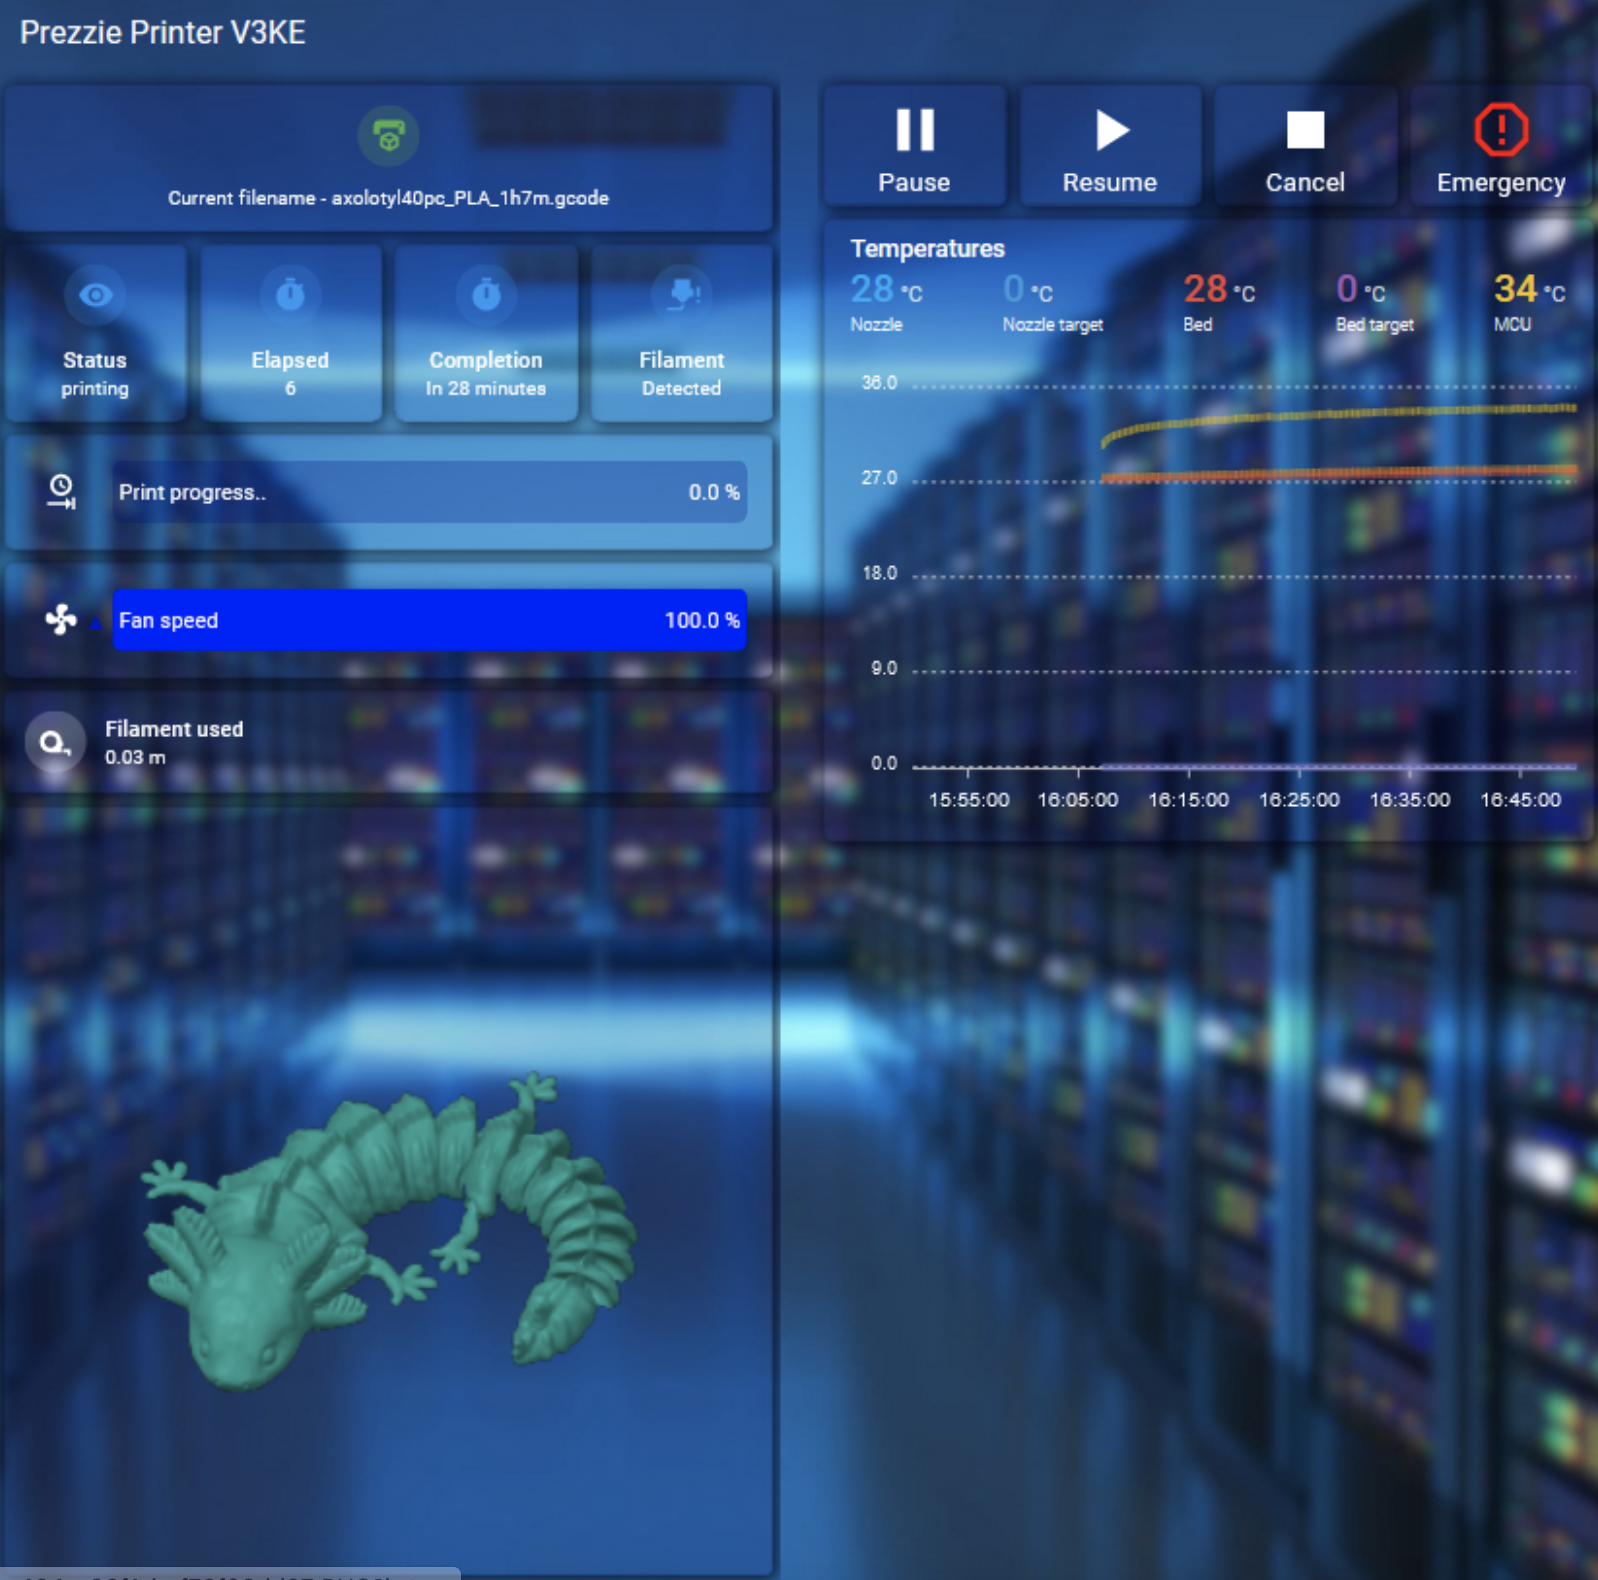 Prezzie Printer V3KE
Current filename - axolotyl40pc_PLA_1h7m.gcode
Status
printing
Elapsed
6
Completion
In 28 minutes
Filament
Detected
Print progress..
0.0 %
Fan speed
100.0 %
Filament used
0.03 m
Pause
Resume
Cancel
Emergency
Temperatures
28 °C
Nozzle
0 °C
Nozzle target
28 °C
Bed
0 °C
Bed target
34 °C
MCU
36.0
27.0
18.0
9.0
0.0
15:55:00
16:05:00
16:15:00
16:25:00
16:35:00
16:45:00